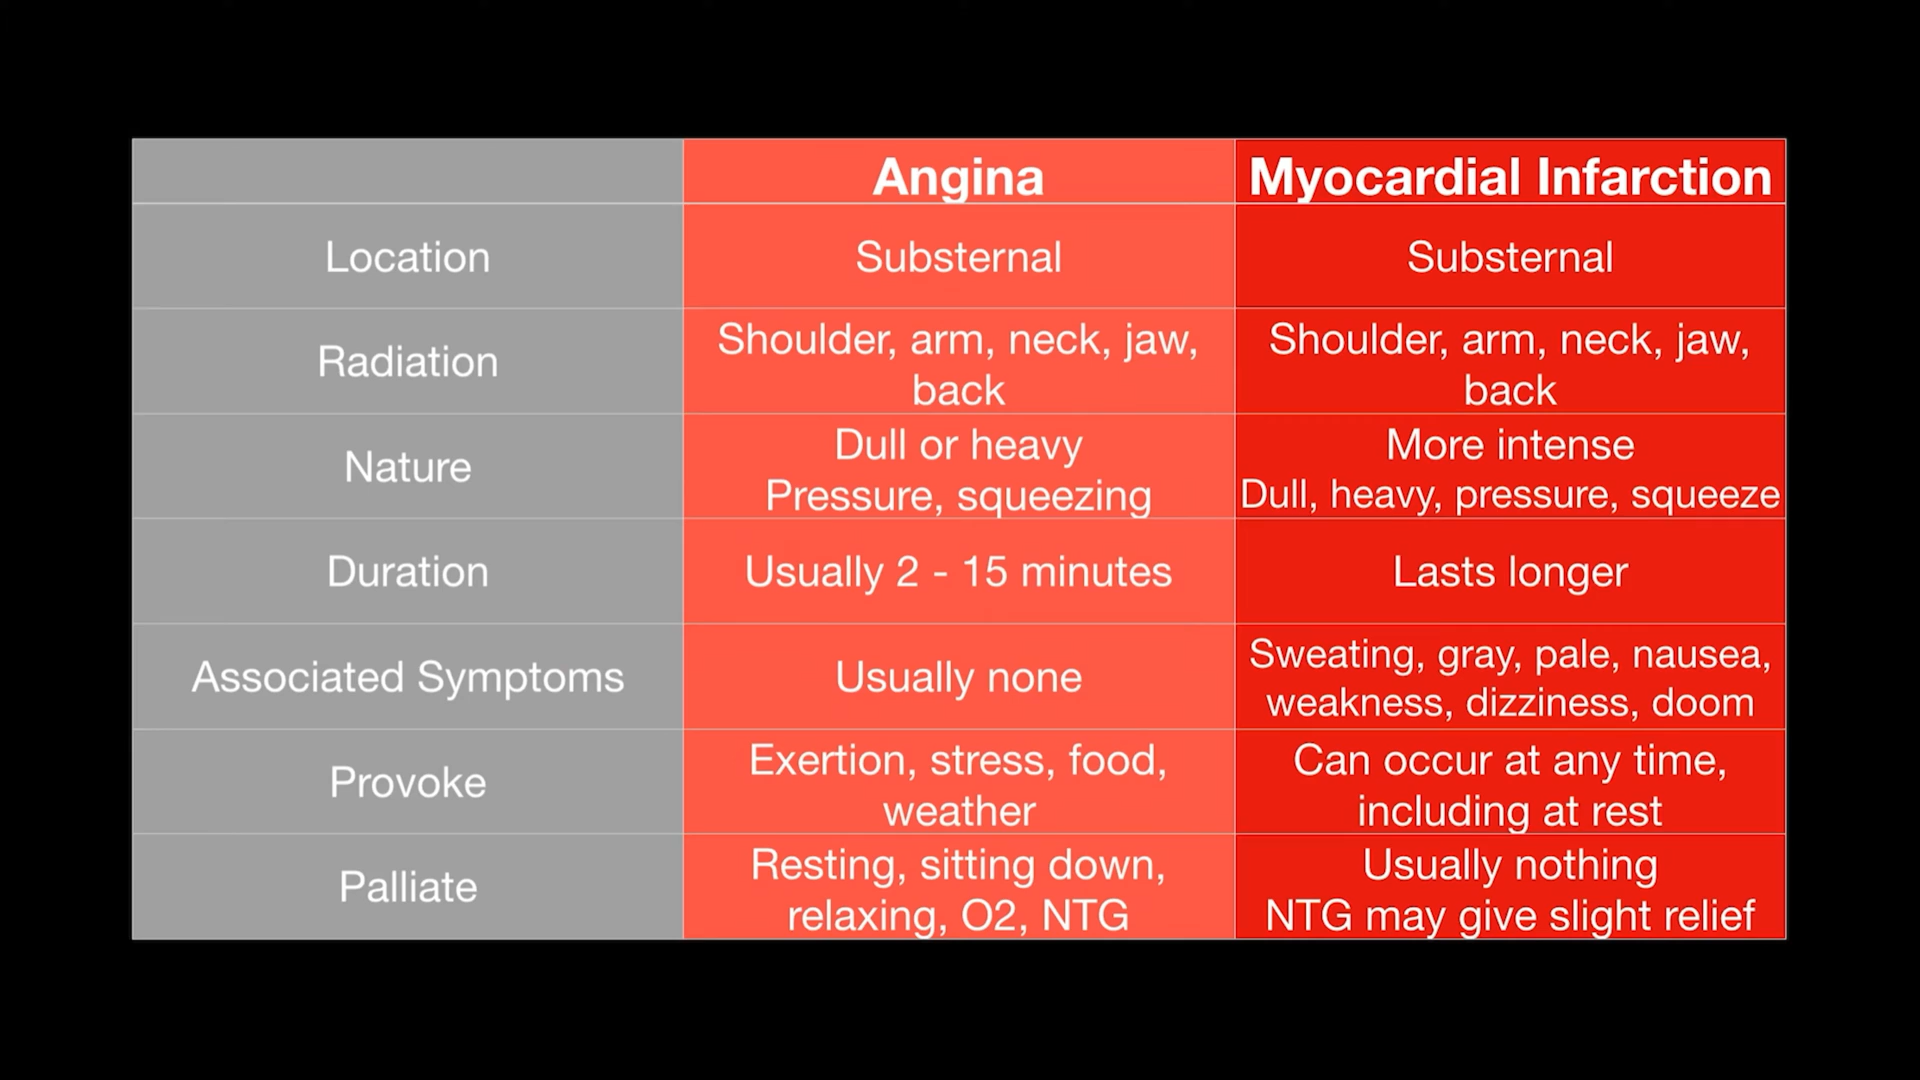 Angina
Myocardial Infarction
Location
Substernal
Substernal
Radiation
Shoulder, arm, neck, jaw,
back
Shoulder, arm, neck, jaw,
back
Nature
Dull or heavy
Pressure, squeezing
More intense
Dull, heavy, pressure, squeeze
Duration
Usually 2 - 15 minutes
Lasts longer
Associated Symptoms
Usually none
Sweating, gray, pale, nausea,
weakness, dizziness, doom
Provoke
Exertion, stress, food,
weather
Can occur at any time,
including at rest
Palliate
Resting, sitting down,
relaxing, O2, NTG
Usually nothing
NTG may give slight relief